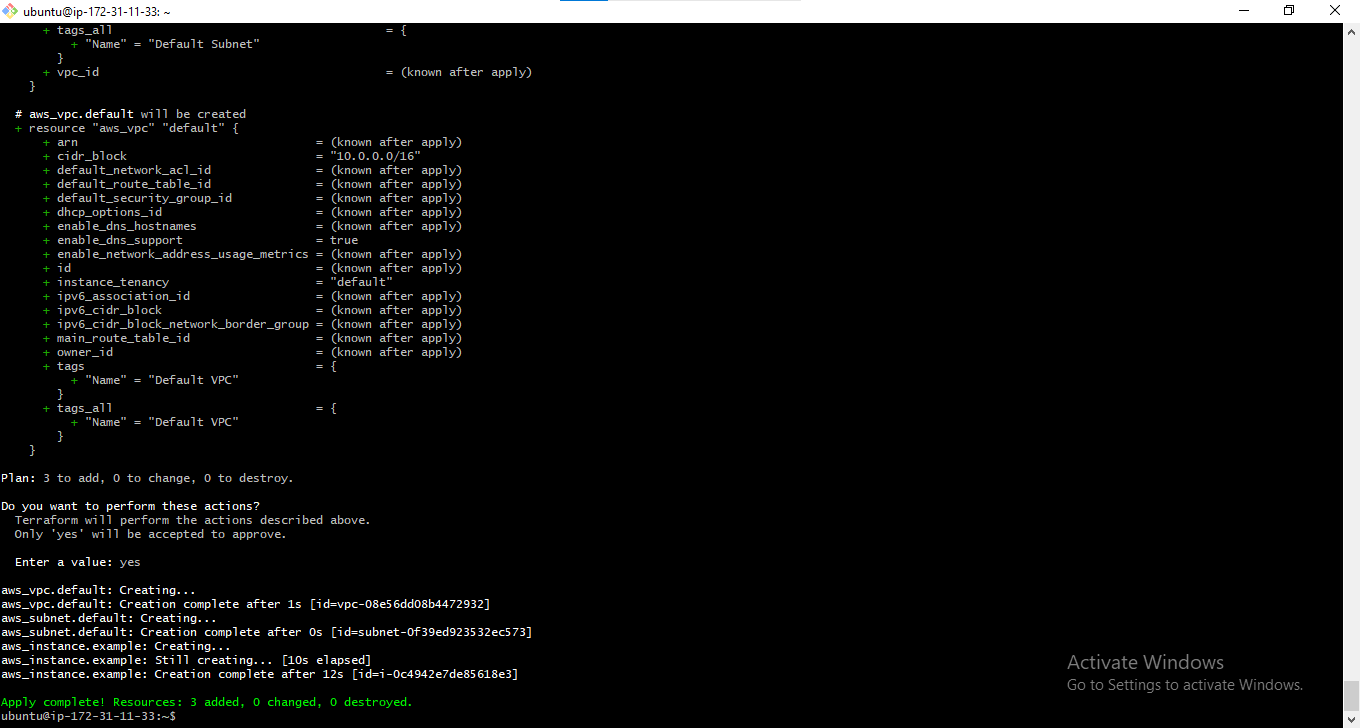 ubuntu@ip-172-31-11-33: ~
+ tags_all = {
+ "Name" = "Default Subnet"
}
+ vpc_id = (known after apply)
}
# aws_vpc.default will be created
+ resource "aws_vpc" "default" {
+ arn = (known after apply)
+ cidr_block = "10.0.0.0/16"
+ default_network_acl_id = (known after apply)
+ default_route_table_id = (known after apply)
+ default_security_group_id = (known after apply)
+ dhcp_options_id = (known after apply)
+ enable_dns_hostnames = (known after apply)
+ enable_dns_support = true
+ enable_network_address_usage_metrics = (known after apply)
+ id = (known after apply)
+ instance_tenancy = "default"
+ ipv6_association_id = (known after apply)
+ ipv6_cidr_block = (known after apply)
+ ipv6_cidr_block_network_border_group = (known after apply)
+ main_route_table_id = (known after apply)
+ owner_id = (known after apply)
+ tags = {
+ "Name" = "Default VPC"
}
+ tags_all = {
+ "Name" = "Default VPC"
}
}
Plan: 3 to add, 0 to change, 0 to destroy.
Do you want to perform these actions?
Terraform will perform the actions described above.
Only 'yes' will be accepted to approve.
Enter a value: yes
aws_vpc.default: Creating...
aws_vpc.default: Creation complete after 1s [id=vpc-08e56dd08b4472932]
aws_subnet.default: Creating...
aws_subnet.default: Creation complete after 0s [id=subnet-0f39ed923532ec573]
aws_instance.example: Creating...
aws_instance.example: Still creating... [10s elapsed]
aws_instance.example: Creation complete after 12s [id=i-0c4942e7de85618e3]
Apply complete! Resources: 3 added, 0 changed, 0 destroyed.
ubuntu@ip-172-31-11-33:~$
Activate Windows
Go to Settings to activate Windows.